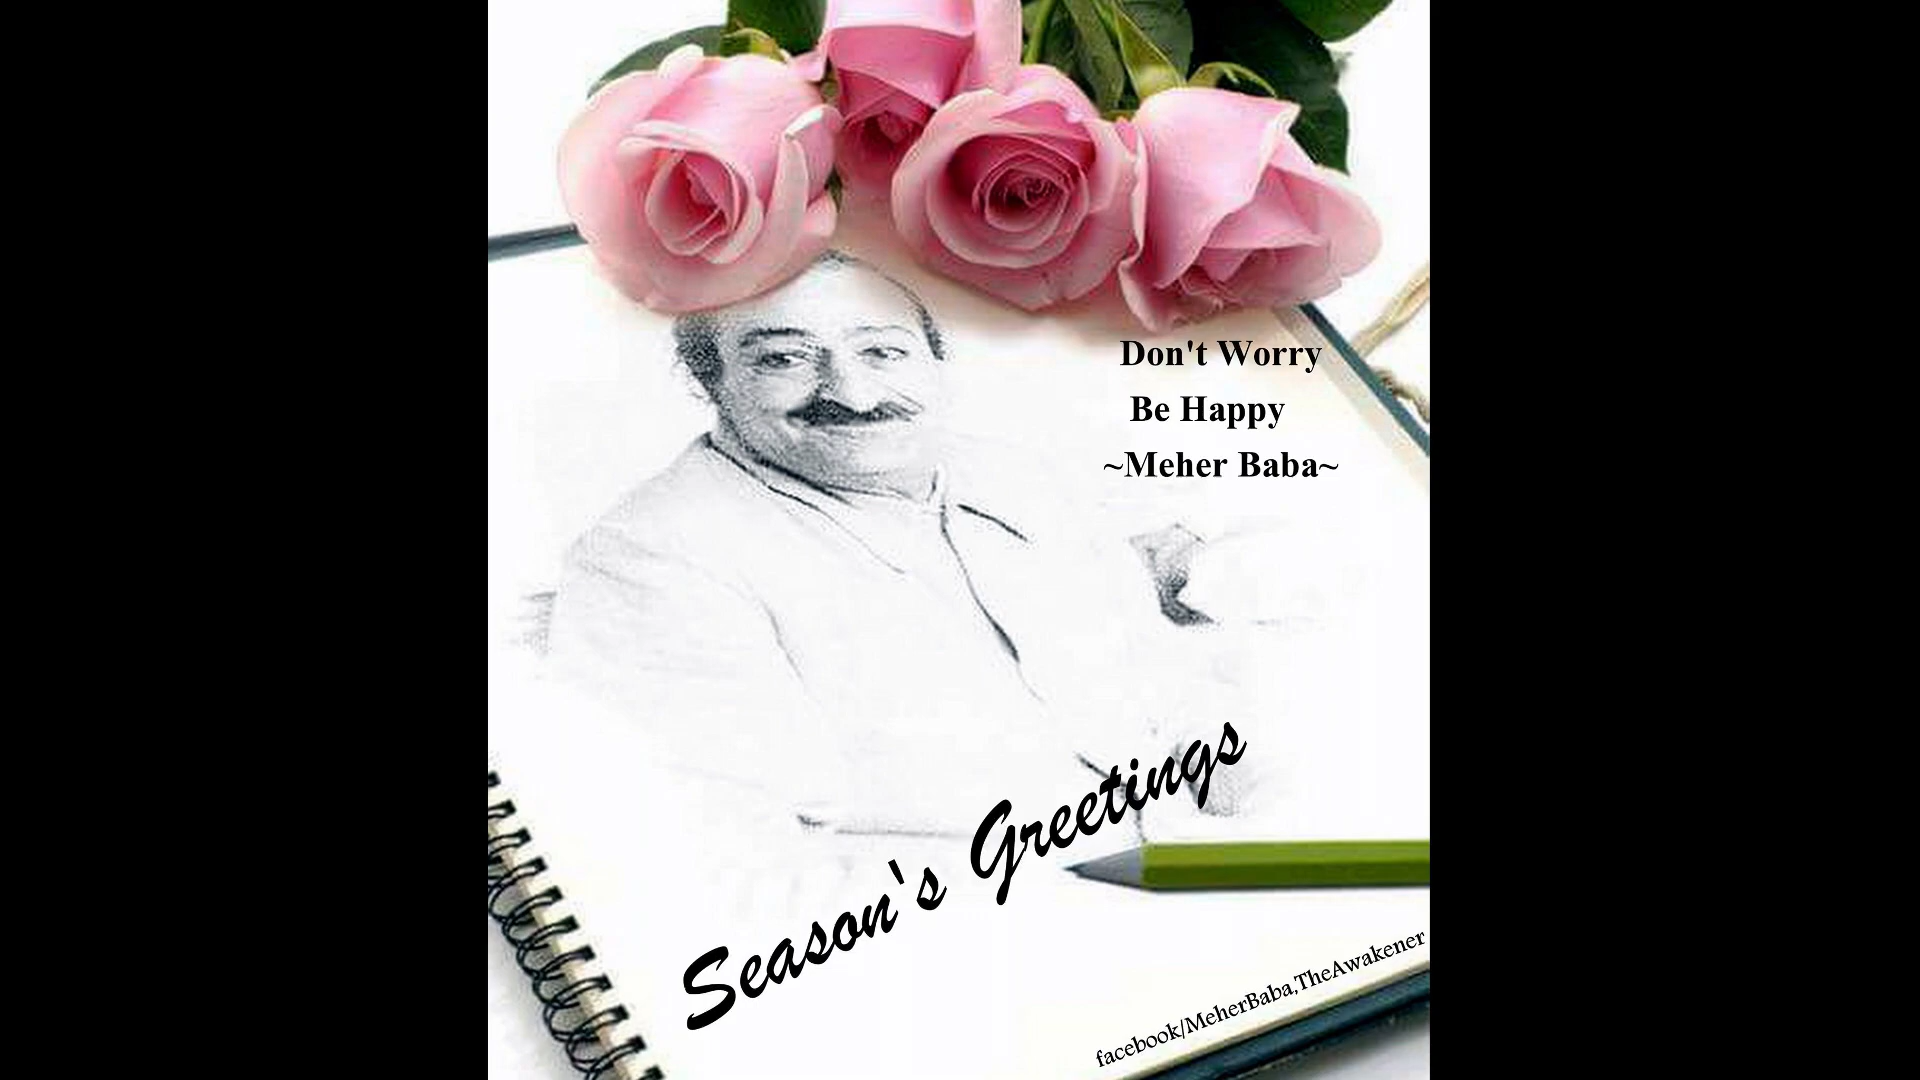 Don't Worry
Be Happy
~Meher Baba~
Season's Greetings
facebook/MeherBaba,TheAwakener